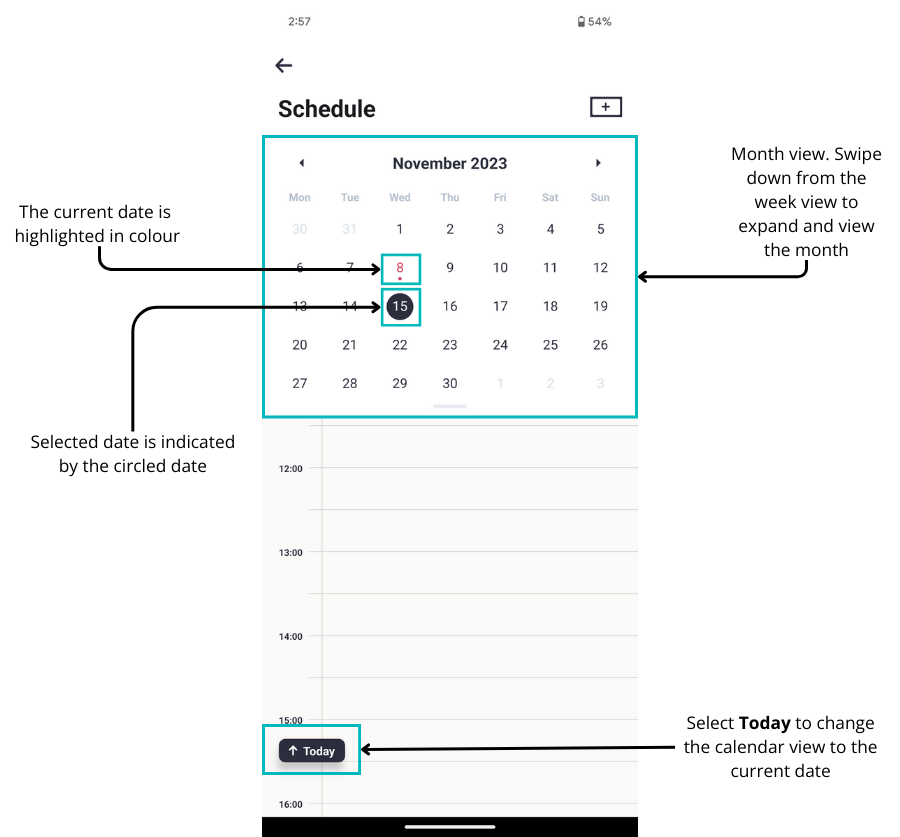 2:57 54%
Schedule
+
November 2023
Mon Tue Wed Thu Fri Sat Sun
30 31 1 2 3 4 5
6 7 8 9 10 11 12
13 14 15 16 17 18 19
20 21 22 23 24 25 26
27 28 29 30 1 2 3
12:00
13:00
14:00
15:00
Today
16:00
The current date is
highlighted in colour
Selected date is indicated
by the circled date
Month view. Swipe
down from the
week view to
expand and view
the month
Select Today to change
the calendar view to the
current date